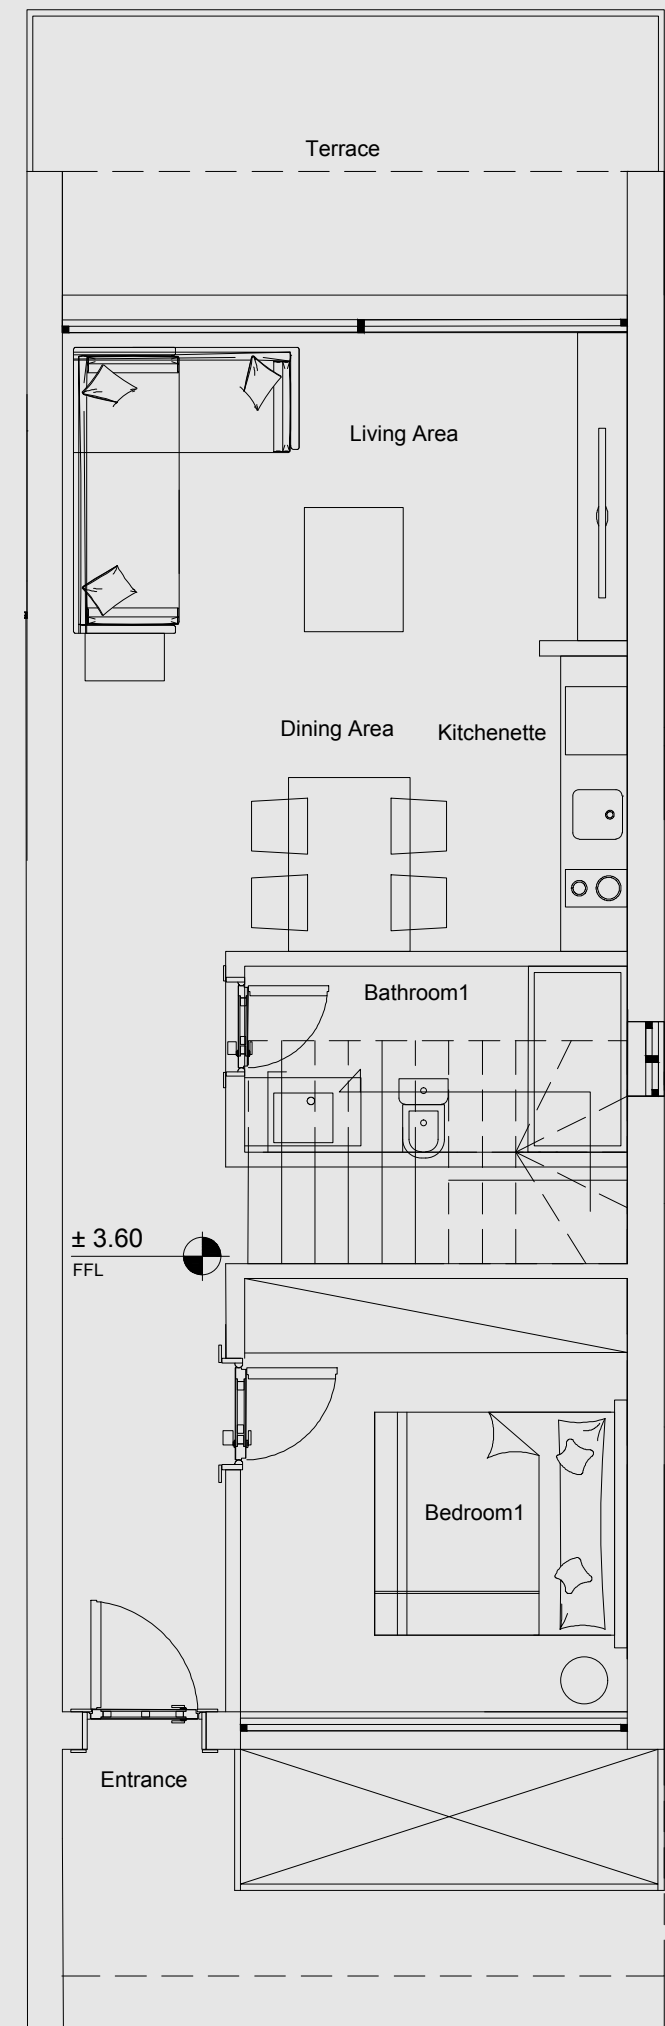 Terrace
Living Area
Dining Area
Kitchenette
Bathroom1
± 3.60
FFL
Bedroom1
Entrance